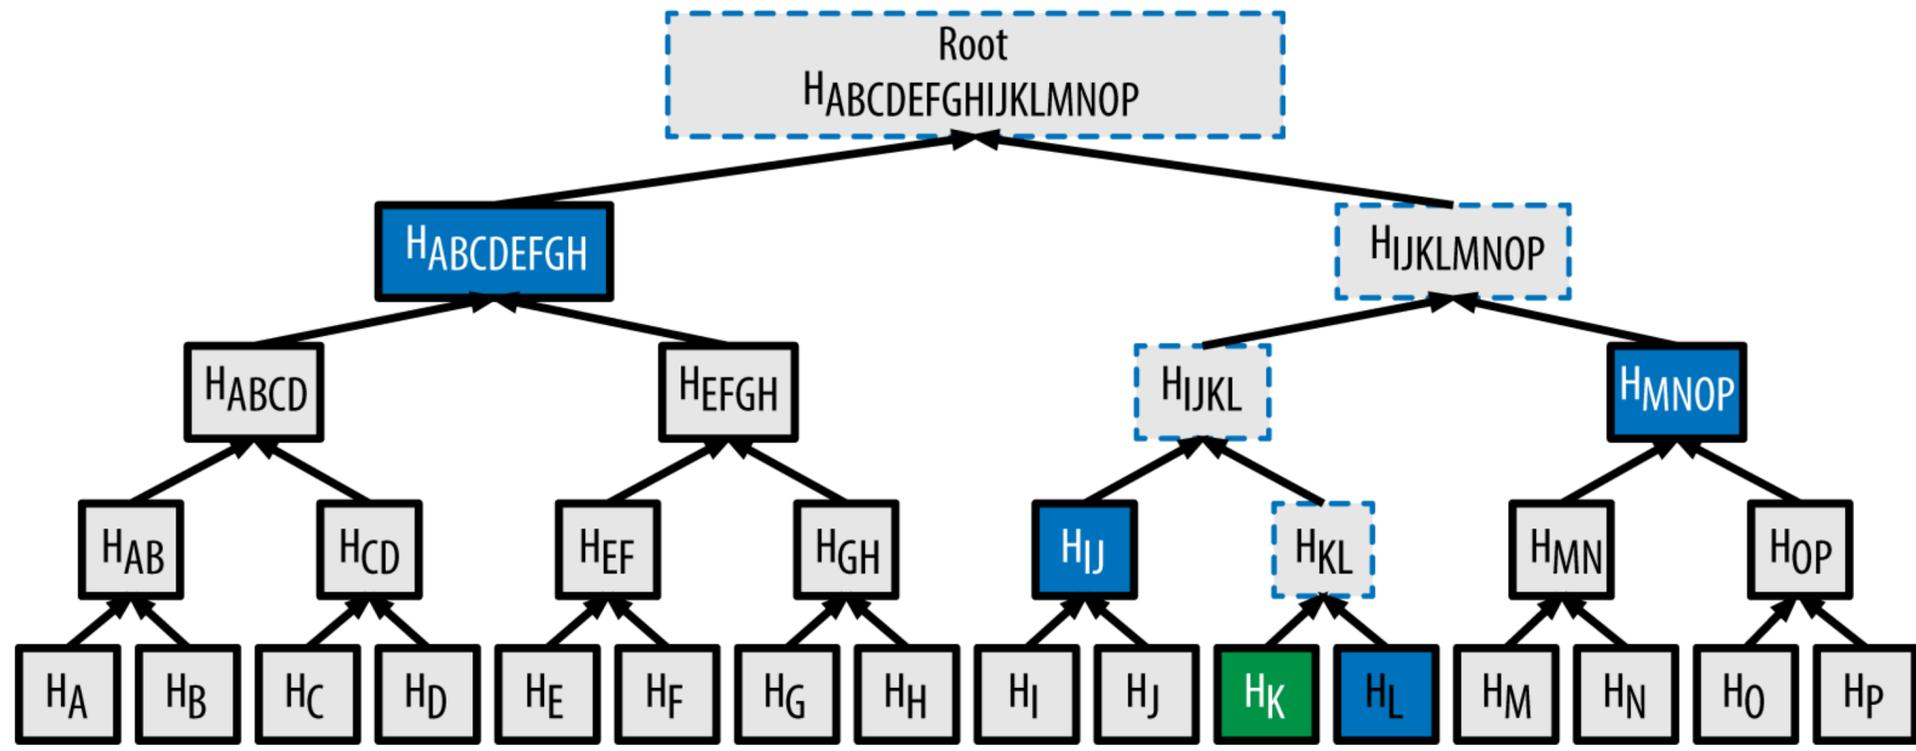 Root
HABCDEFGHIJKLMNOP
HABCDEFGH
HIJKLMNOP
HABCD
HEFGH
HIJKL
HMNOP
HAB
HCD
HEF
HGH
HIJ
HKL
HMN
HOP
HA
HB
HC
HD
HE
HF
HG
HH
HI
HJ
HK
HL
HM
HN
HO
HP